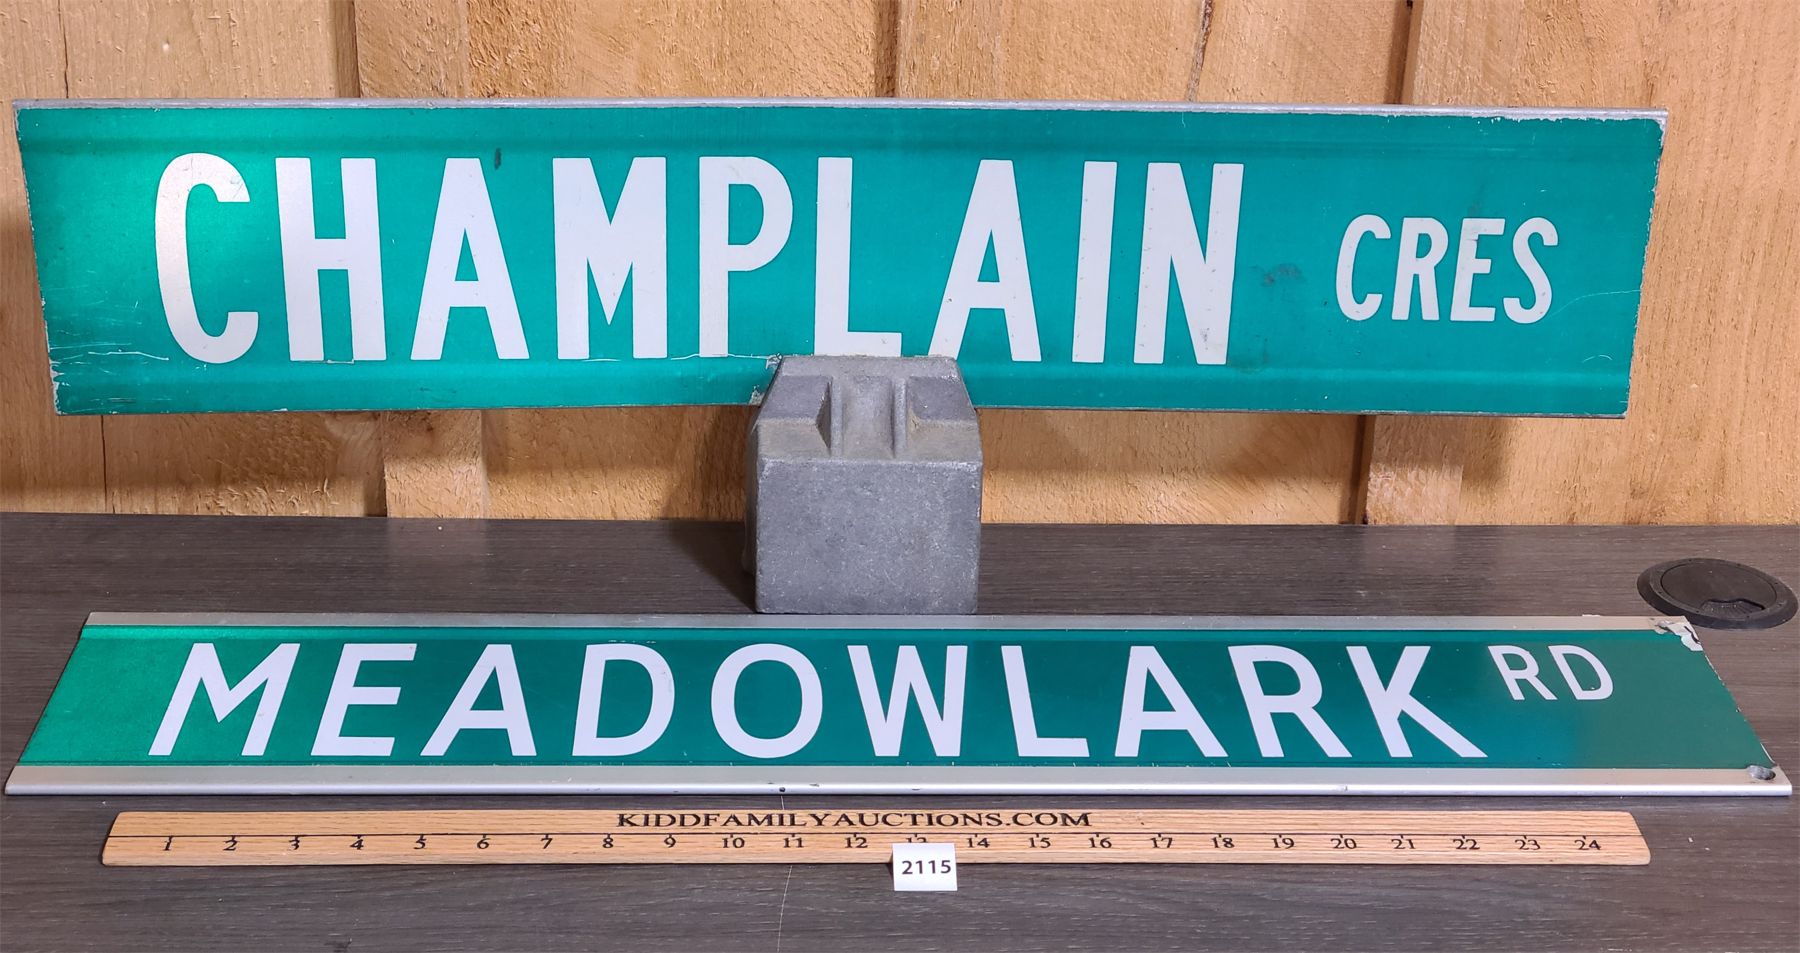 CHAMPLAIN CRES
MEADOWLARK RD
KIDDFAMILYAUCTIONS.COM
1 2 3 4 5 6 7 8 9 10 11 12 13 14 15 16 17 18 19 20 21 22 23 24
2115